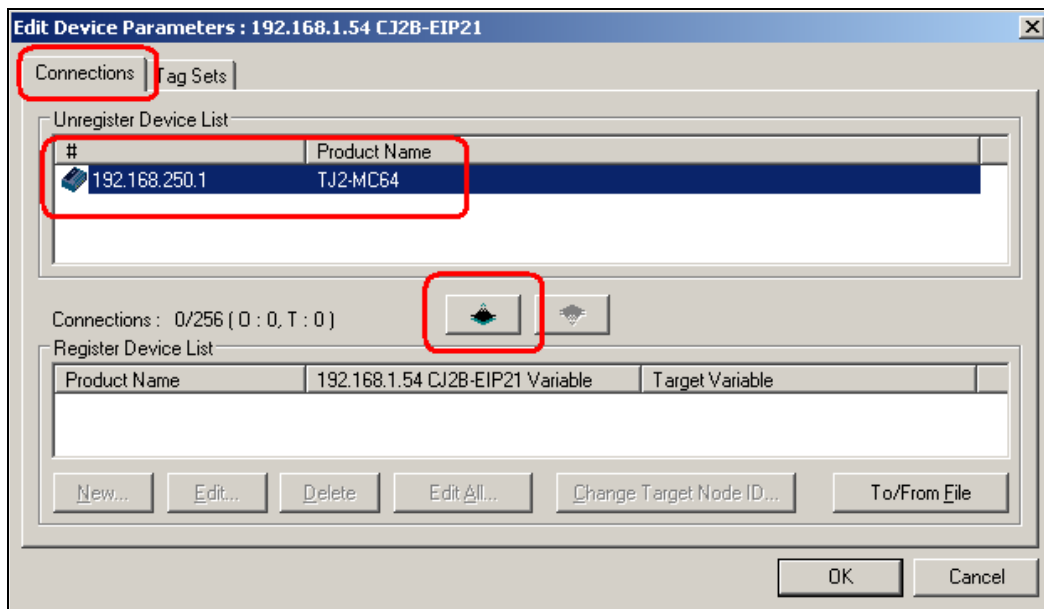 Edit Device Parameters : 192.168.1.54 CJ2B-EIP21
Connections Tag Sets
Unregister Device List
# Product Name
192.168.250.1 TJ2-MC64
Connections : 0/256 ( O : 0, T : 0 )
Register Device List
Product Name 192.168.1.54 CJ2B-EIP21 Variable Target Variable
New... Edit... Delete Edit All... Change Target Node ID... To/From File
OK Cancel